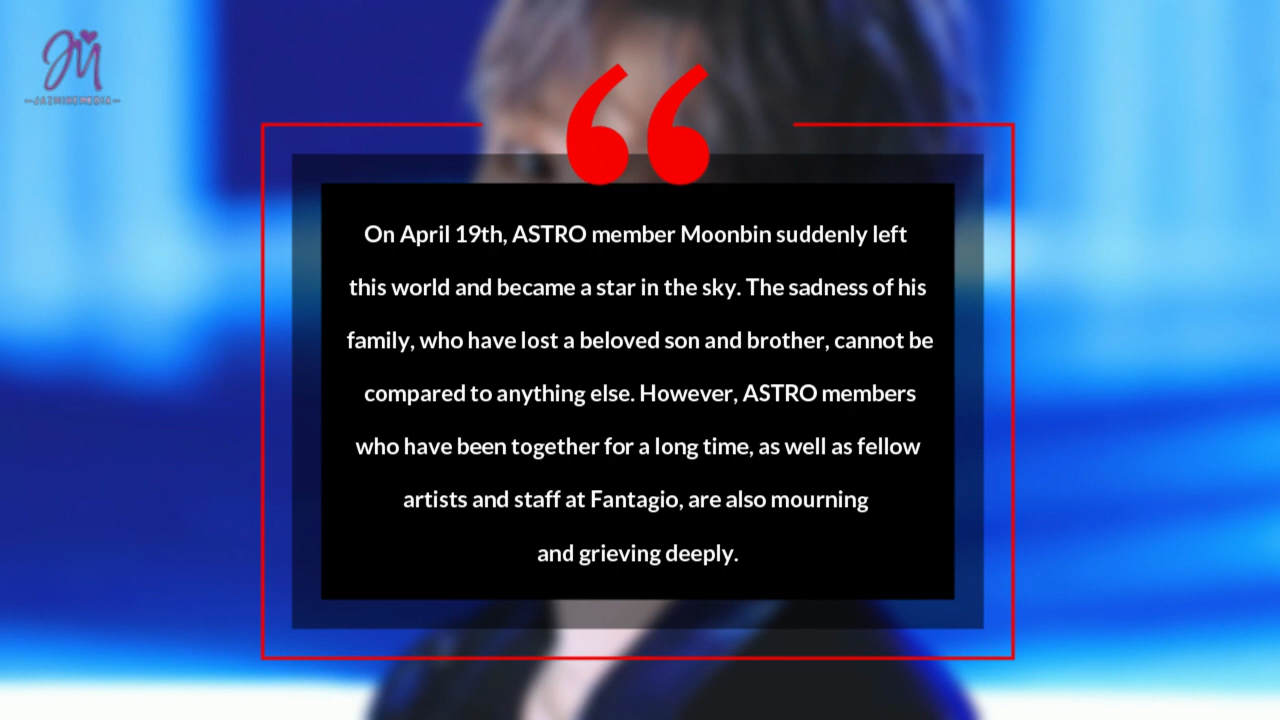 JM
On April 19th, ASTRO member Moonbin suddenly left
this world and became a star in the sky. The sadness of his
family, who have lost a beloved son and brother, cannot be
compared to anything else. However, ASTRO members
who have been together for a long time, as well as fellow
artists and staff at Fantagio, are also mourning
and grieving deeply.